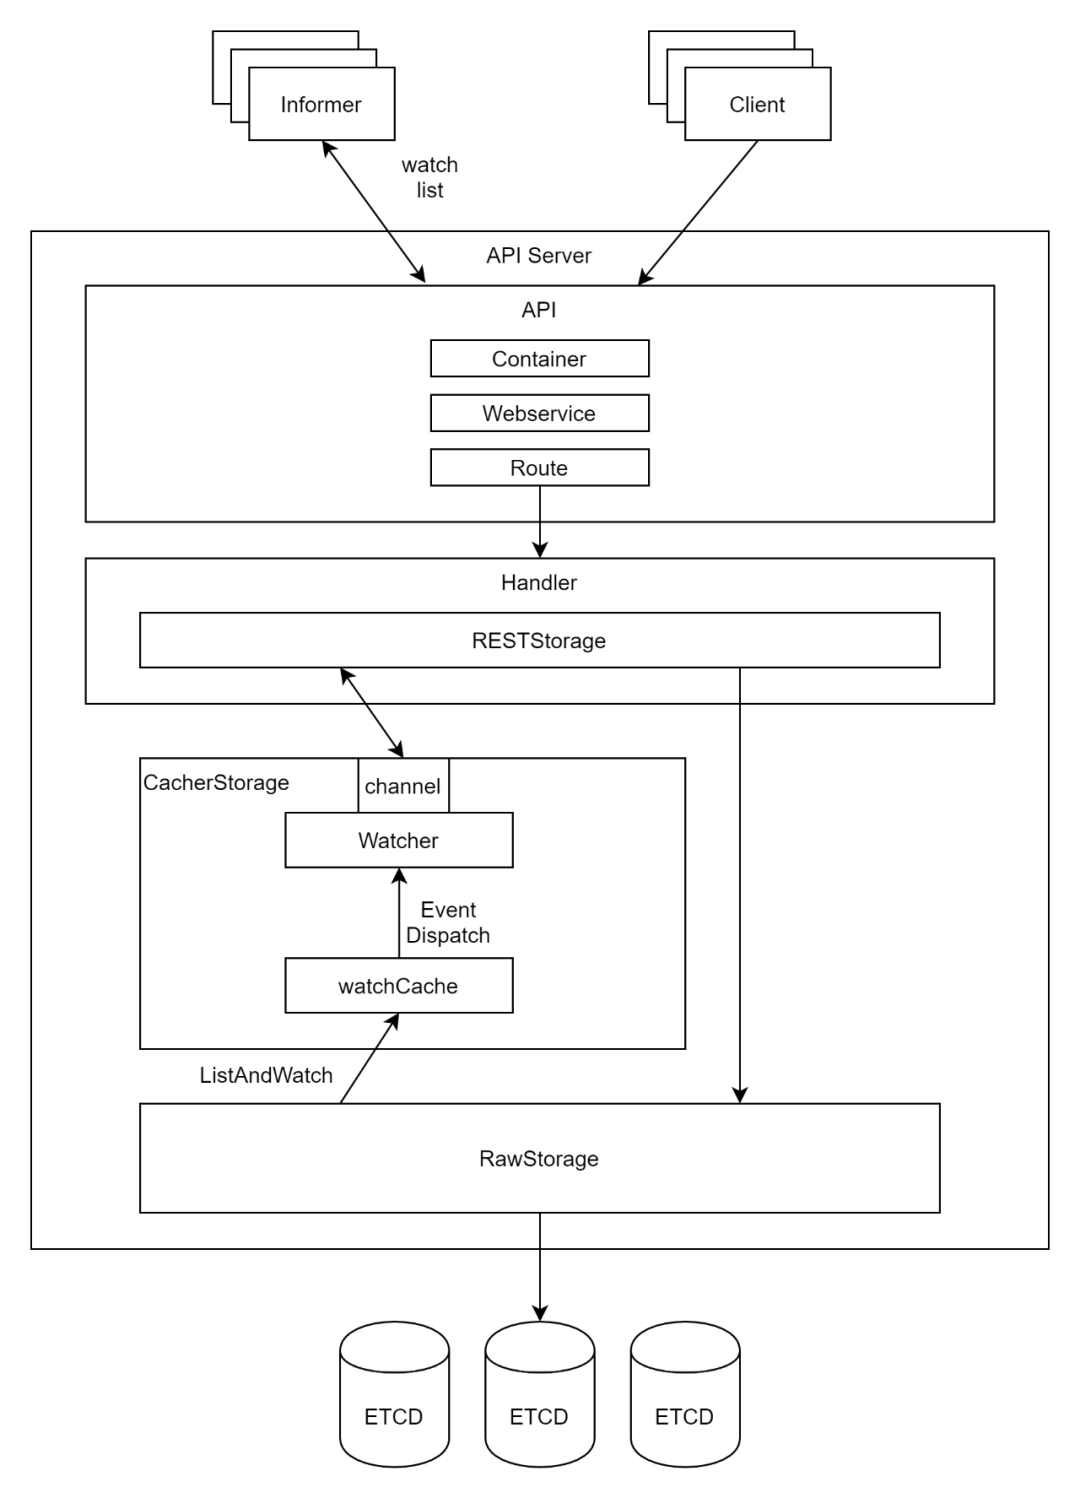 Informer
Client
watch
list
API Server
API
Container
Webservice
Route
Handler
RESTStorage
CacherStorage
channel
Watcher
Event
Dispatch
watchCache
ListAndWatch
RawStorage
ETCD
ETCD
ETCD